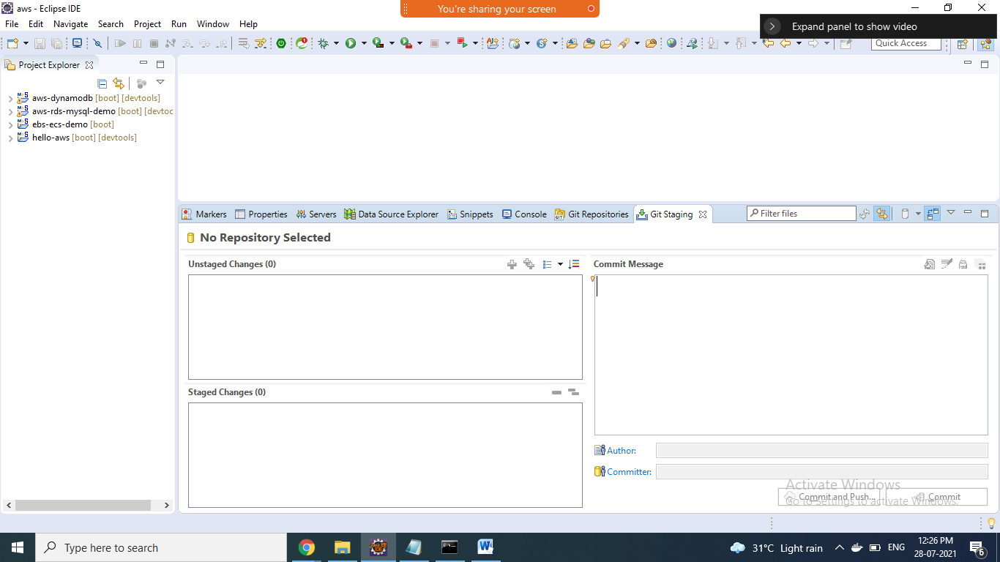 aws - Eclipse IDE
You're sharing your screen
File Edit Navigate Search Project Run Window Help
Expand panel to show video
Quick Access
Project Explorer
aws-dynamodb [boot] [devtools]
aws-rds-mysql-demo [boot] [devtoc
ebs-ecs-demo [boot]
hello-aws [boot] [devtools]
Markers Properties Servers Data Source Explorer Snippets Console Git Repositories Git Staging
Filter files
No Repository Selected
Unstaged Changes (0)
Commit Message
Staged Changes (0)
Author:
Committer:
Activate Windows
Go to Settings to activate Windows.
Commit and Push...
Commit
Type here to search
31°C Light rain
ENG
12:26 PM
28-07-2021
6